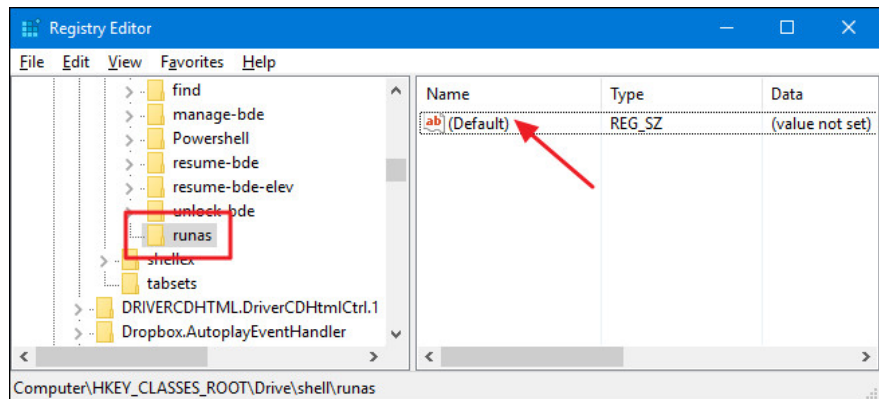 Registry Editor
File Edit View Favorites Help
find
manage-bde
Powershell
resume-bde
resume-bde-elev
unlock-bde
runas
shellex
tabsets
DRIVERCDHTML.DriverCDHtmlCtrl.1
Dropbox.AutoplayEventHandler
Name Type Data
ab (Default) REG_SZ (value not set)
Computer\HKEY_CLASSES_ROOT\Drive\shell\runas